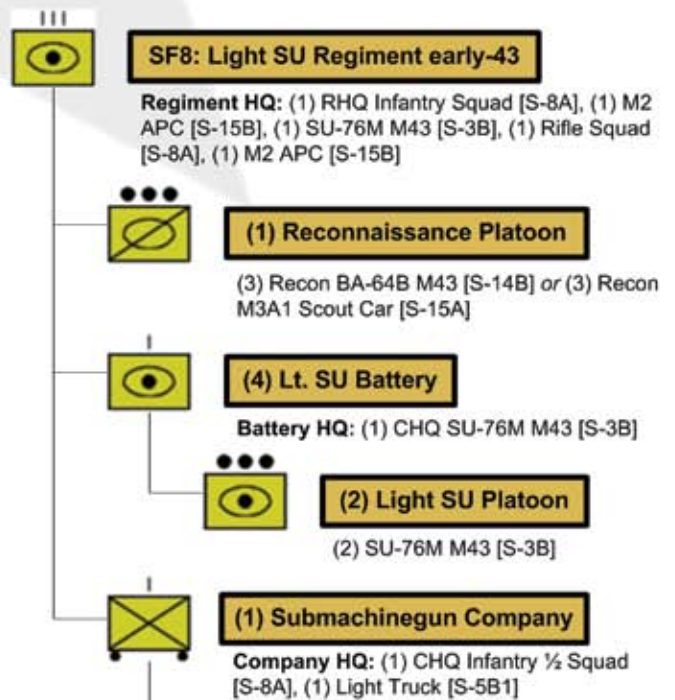 SF8: Light SU Regiment early-43
Regiment HQ: (1) RHQ Infantry Squad [S-8A], (1) M2
APC [S-15B], (1) SU-76M M43 [S-3B], (1) Rifle Squad
[S-8A], (1) M2 APC [S-15B]
(1) Reconnaissance Platoon
(3) Recon BA-64B M43 [S-14B] or (3) Recon
M3A1 Scout Car [S-15A]
(4) Lt. SU Battery
Battery HQ: (1) CHQ SU-76M M43 [S-3B]
(2) Light SU Platoon
(2) SU-76M M43 [S-3B]
(1) Submachinegun Company
Company HQ: (1) CHQ Infantry ½ Squad
[S-8A], (1) Light Truck [S-5B1]